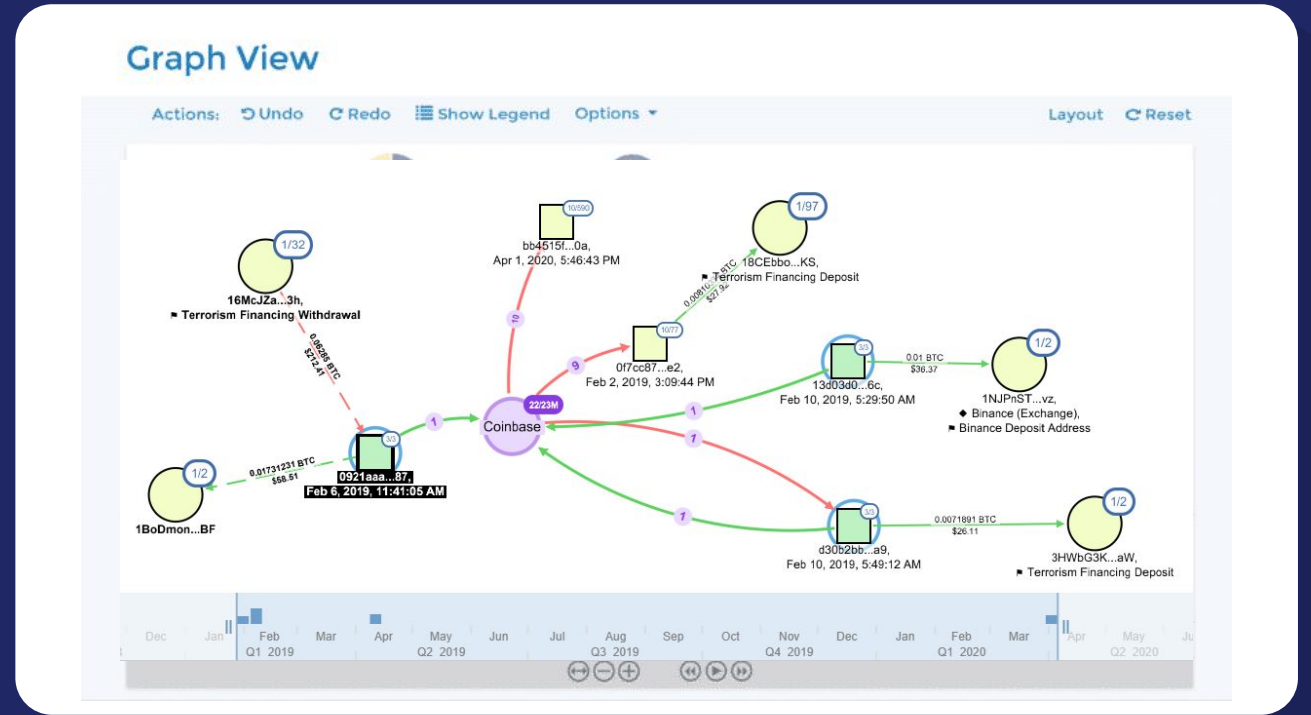 Graph View
Actions: Undo Redo Show Legend Options Layout Reset
10/590
bb4515f...0a,
Apr 1, 2020, 5:46:43 PM
1/97
18CEbbo...KS,
Terrorism Financing Deposit
1/32
16McJZa...3h,
Terrorism Financing Withdrawal
0.06285 BTC
$212.41
10
10/77
0f7cc87...e2,
Feb 2, 2019, 3:09:44 PM
9
3/3
13d03d0...6c,
Feb 10, 2019, 5:29:50 AM
0.01 BTC
$36.37
1/2
1NJPnST...vz,
Binance (Exchange),
Binance Deposit Address
22/23M
Coinbase
1
1
1
1
3/3
0921aaa...87,
Feb 6, 2019, 11:41:05 AM
0.01731231 BTC
$58.51
1/2
1BoDmon...BF
3/3
d30b2bb...a9,
Feb 10, 2019, 5:49:12 AM
0.0071891 BTC
$26.11
1/2
3HWbG3K...aW,
Terrorism Financing Deposit
Dec Jan Feb Mar Apr May Jun Jul Aug Sep Oct Nov Dec Jan Feb Mar Apr May Ju
Q1 2019 Q2 2019 Q3 2019 Q4 2019 Q1 2020 Q2 2020